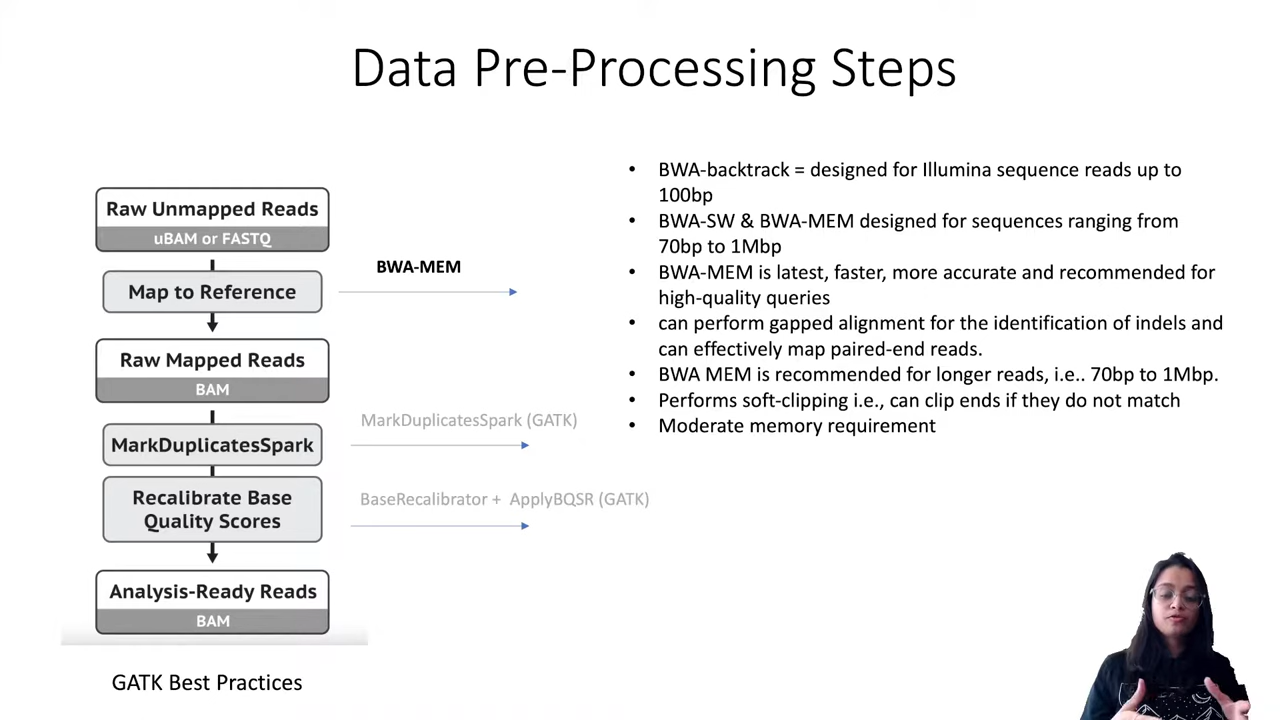 Data Pre-Processing Steps
Raw Unmapped Reads
uBAM or FASTQ
Map to Reference
Raw Mapped Reads
BAM
MarkDuplicatesSpark
Recalibrate Base
Quality Scores
Analysis-Ready Reads
BAM
GATK Best Practices
BWA-MEM
MarkDuplicatesSpark (GATK)
BaseRecalibrator + ApplyBQSR (GATK)
• BWA-backtrack = designed for Illumina sequence reads up to
100bp
• BWA-SW & BWA-MEM designed for sequences ranging from
70bp to 1Mbp
• BWA-MEM is latest, faster, more accurate and recommended for
high-quality queries
• can perform gapped alignment for the identification of indels and
can effectively map paired-end reads.
• BWA MEM is recommended for longer reads, i.e.. 70bp to 1Mbp.
• Performs soft-clipping i.e., can clip ends if they do not match
• Moderate memory requirement